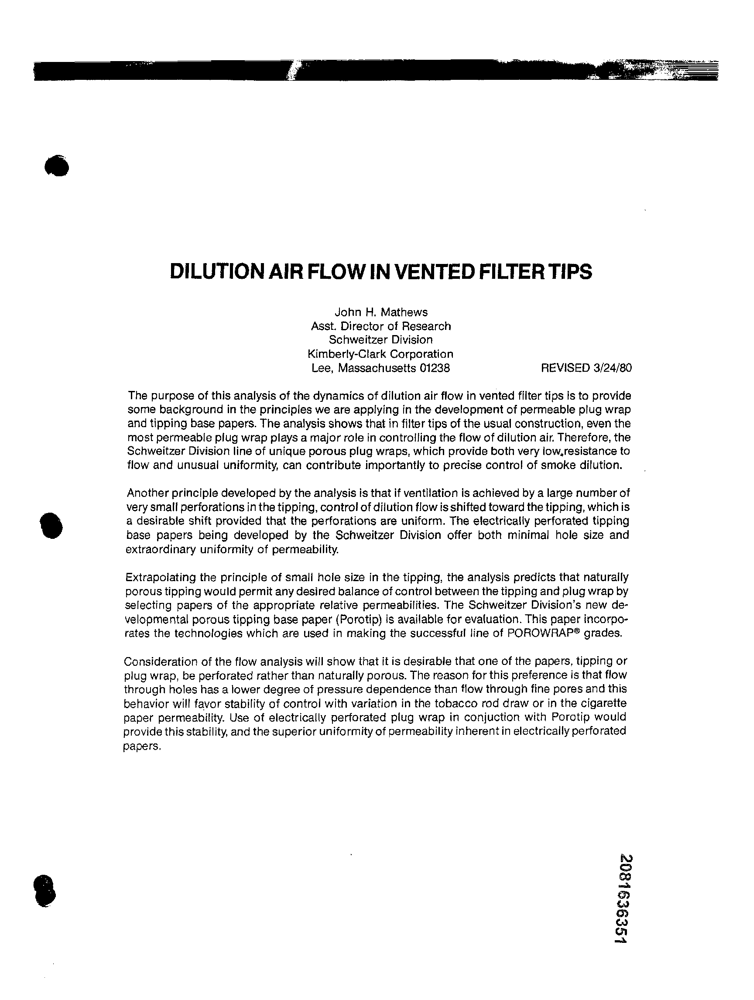 DILUTION AIR FLOW IN VENTED FILTER TIPS
John H. Mathews
Asst. Director of Research
Schweitzer Division
Kimberly-Clark Corporation
Lee, Massachusetts 01238
REVISED 3/24/80
The purpose of this analysis of the dynamics of dilution air flow in vented filter tips is to provide
some background in the principles we are applying in the development of permeable plug wrap
and tipping base papers. The analysis shows that in filter tips of the usual construction, even the
most permeable plug wrap plays a major role in controlling the flow of dilution air. Therefore, the
Schweitzer Division line of unique porous plug wraps, which provide both very low resistance to
flow and unusual uniformity, can contribute importantly to precise control of smoke dilution.
Another principle developed by the analysis is that if ventilation is achieved by a large number of
very small perforations in the tipping, control of dilution flow is shifted toward the tipping, which is
a desirable shift provided that the perforations are uniform. The electrically perforated tipping
base papers being developed by the Schweitzer Division offer both minimal hole size and
extraordinary uniformity of permeability.
Extrapolating the principle of small hole size in the tipping, the analysis predicts that naturally
porous tipping would permit any desired balance of control between the tipping and plug wrap by
selecting papers of the appropriate relative permeabilities. The Schweitzer Division's new de-
velopmental porous tipping base paper (Porotip) is available for evaluation. This paper incorpo-
rates the technologies which are used in making the successful line of POROWRAP® grades.
Consideration of the flow analysis will show that it is desirable that one of the papers, tipping or
plug wrap, be perforated rather than naturally porous. The reason for this preference is that flow
through holes has a lower degree of pressure dependence than flow through fine pores and this
behavior will favor stability of control with variation in the tobacco rod draw or in the cigarette
paper permeability. Use of electrically perforated plug wrap in conjuction with Porotip would
provide this stability, and the superior uniformity of permeability inherent in electrically perforated
papers.
2081636351